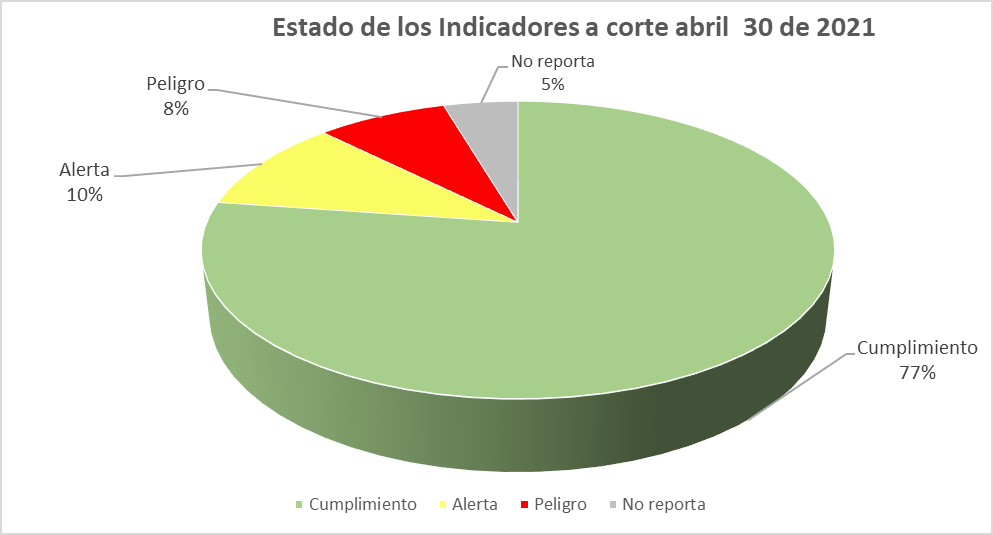 Estado de los Indicadores a corte abril  30 de 2021
No reporta
5%
Peligro
8%
Alerta
10%
Cumplimiento
77%
Cumplimiento Alerta Peligro No reporta